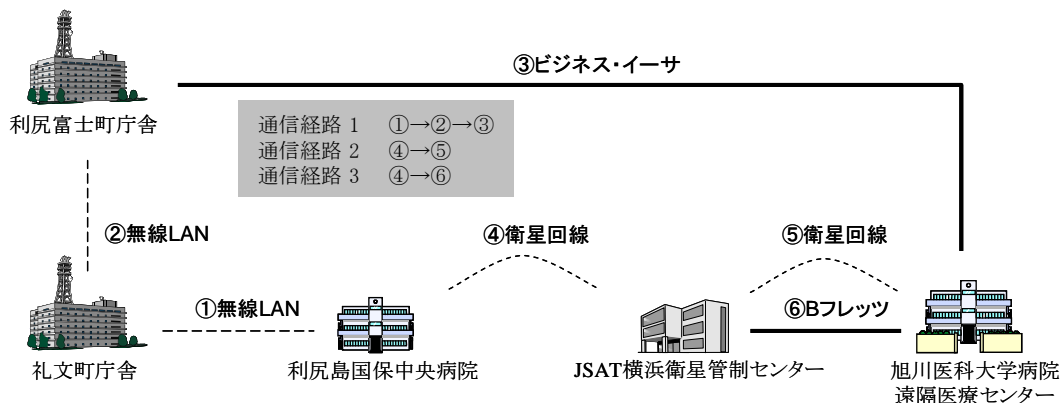 ③ビジネス・イーサ
利尻富士町庁舎
通信経路 1 ①→②→③
通信経路 2 ④→⑤
通信経路 3 ④→⑥
②無線LAN
④衛星回線
⑤衛星回線
①無線LAN
⑥Bフレッツ
礼文町庁舎
利尻島国保中央病院
JSAT横浜衛星管制センター
旭川医科大学病院
遠隔医療センター